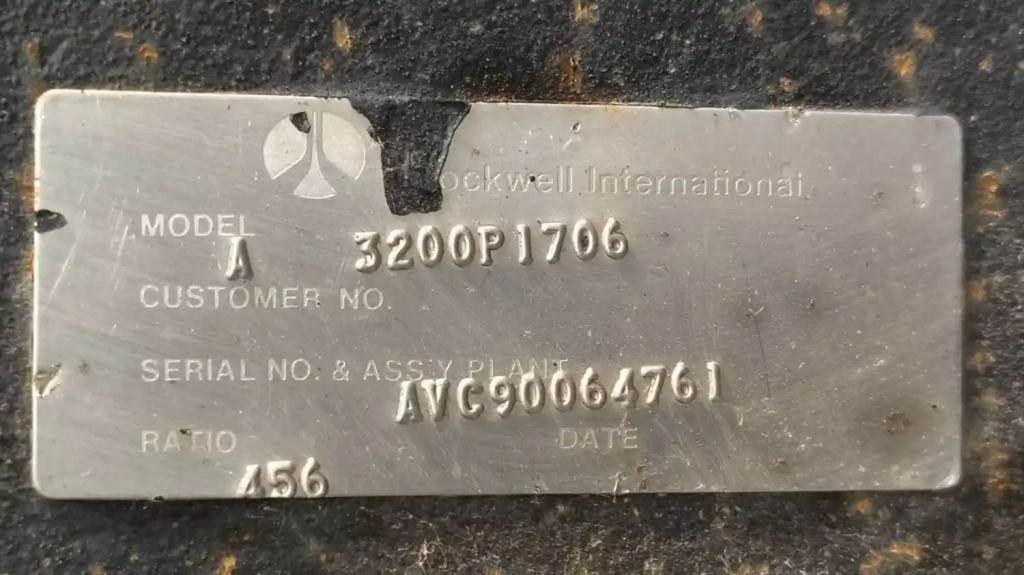 ockwell International
MODEL
A 3200P1706
CUSTOMER NO.
SERIAL NO. & ASS'Y PLANT
AVC90064761
RATIO DATE
456